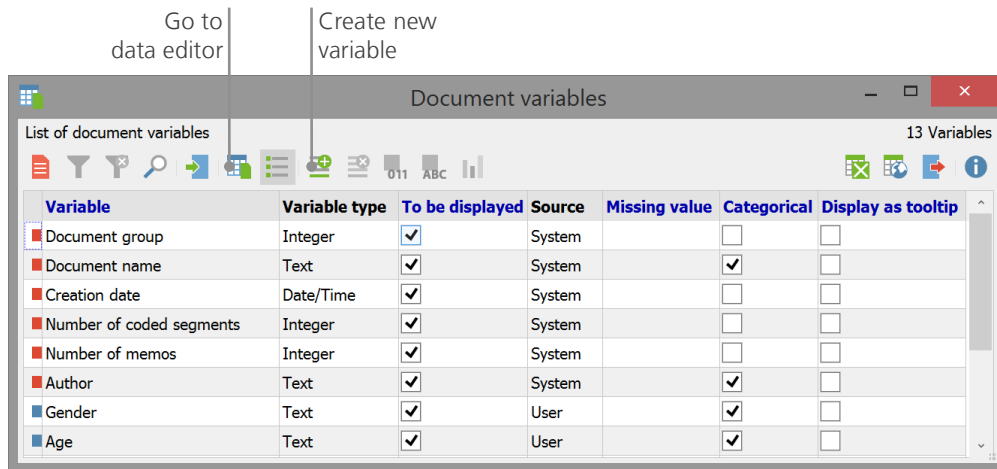 Go to
data editor
Create new
variable
Document variables
List of document variables 13 Variables
011 ABC
Variable Variable type To be displayed Source Missing value Categorical Display as tooltip
Document group Integer System
Document name Text System
Creation date Date/Time System
Number of coded segments Integer System
Number of memos Integer System
Author Text System
Gender Text User
Age Text User